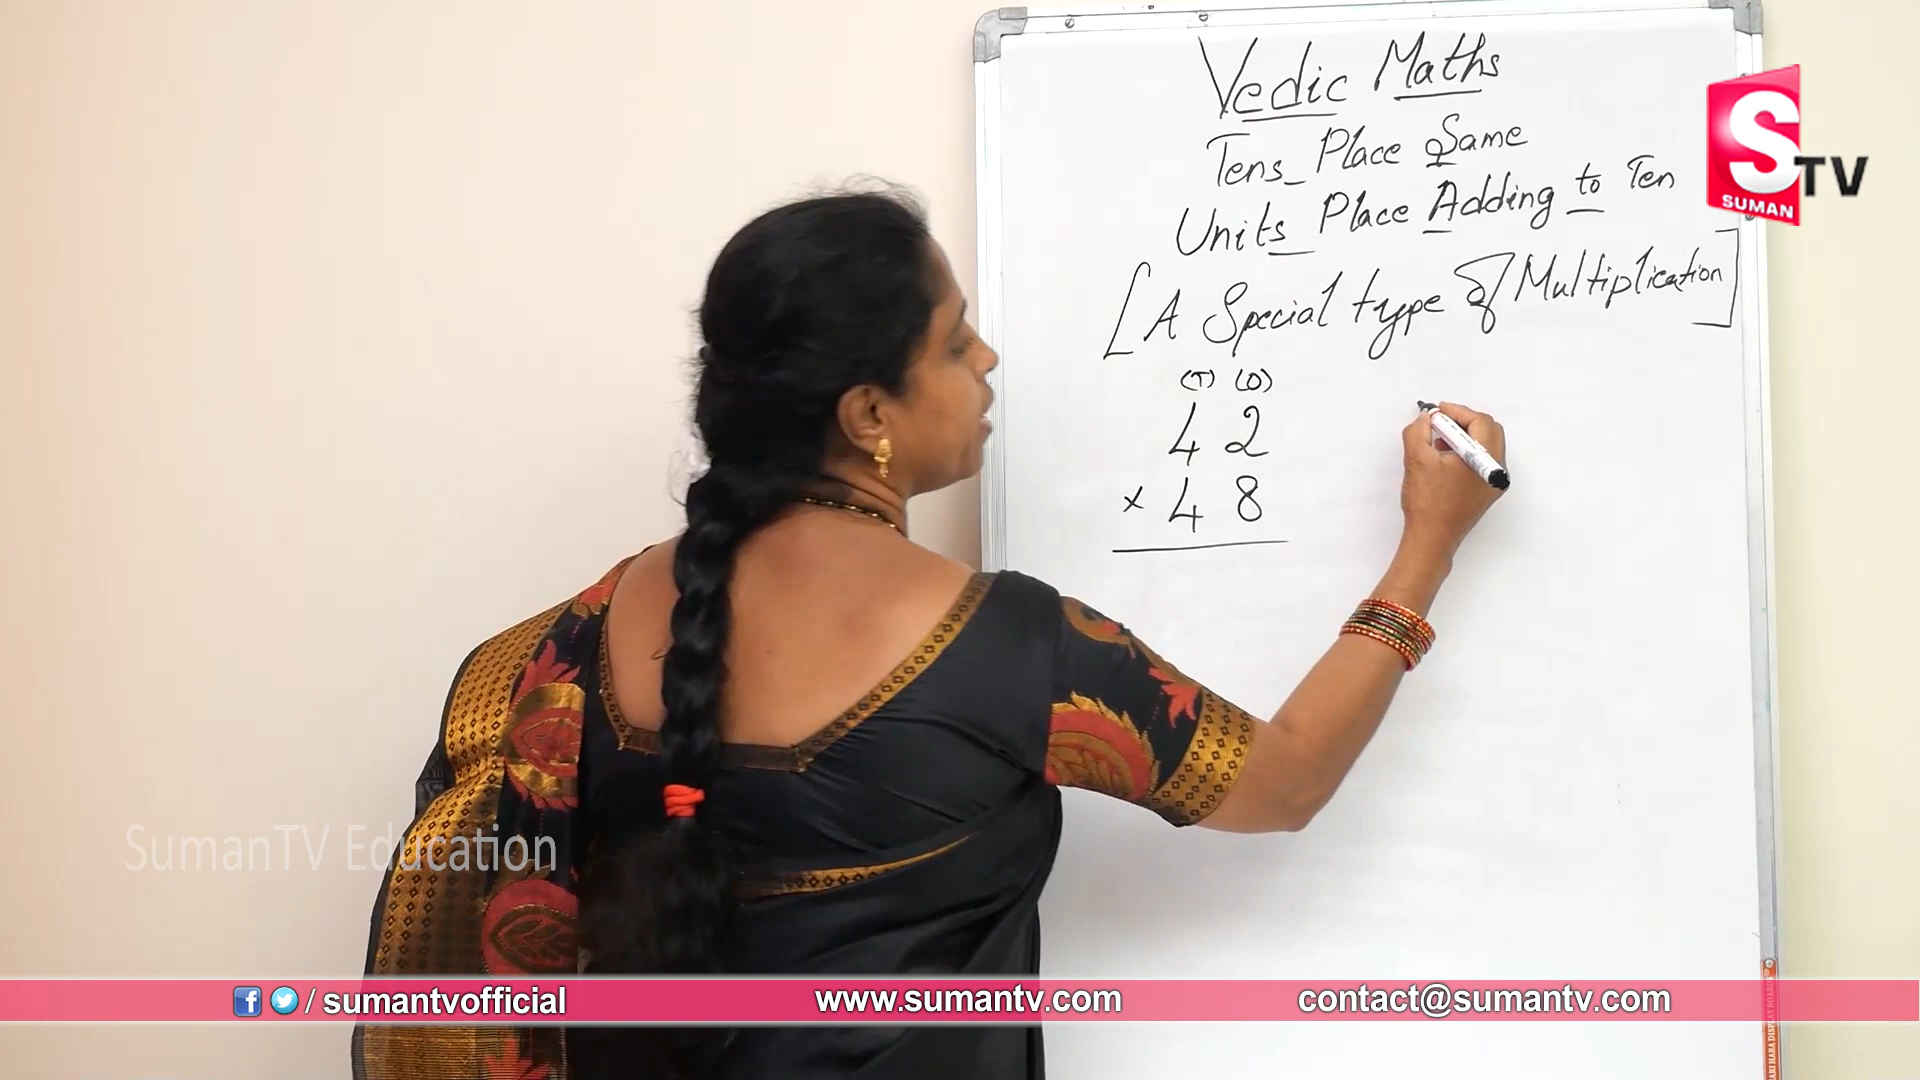 Vedic Maths
Tens Place Same
Units Place Adding to Ten
[A Special type of Multiplication]
(T) (O)
4 2
× 4 8
S TV
SUMAN
SumanTV Education
/ sumantvofficial
www.sumantv.com
contact@sumantv.com